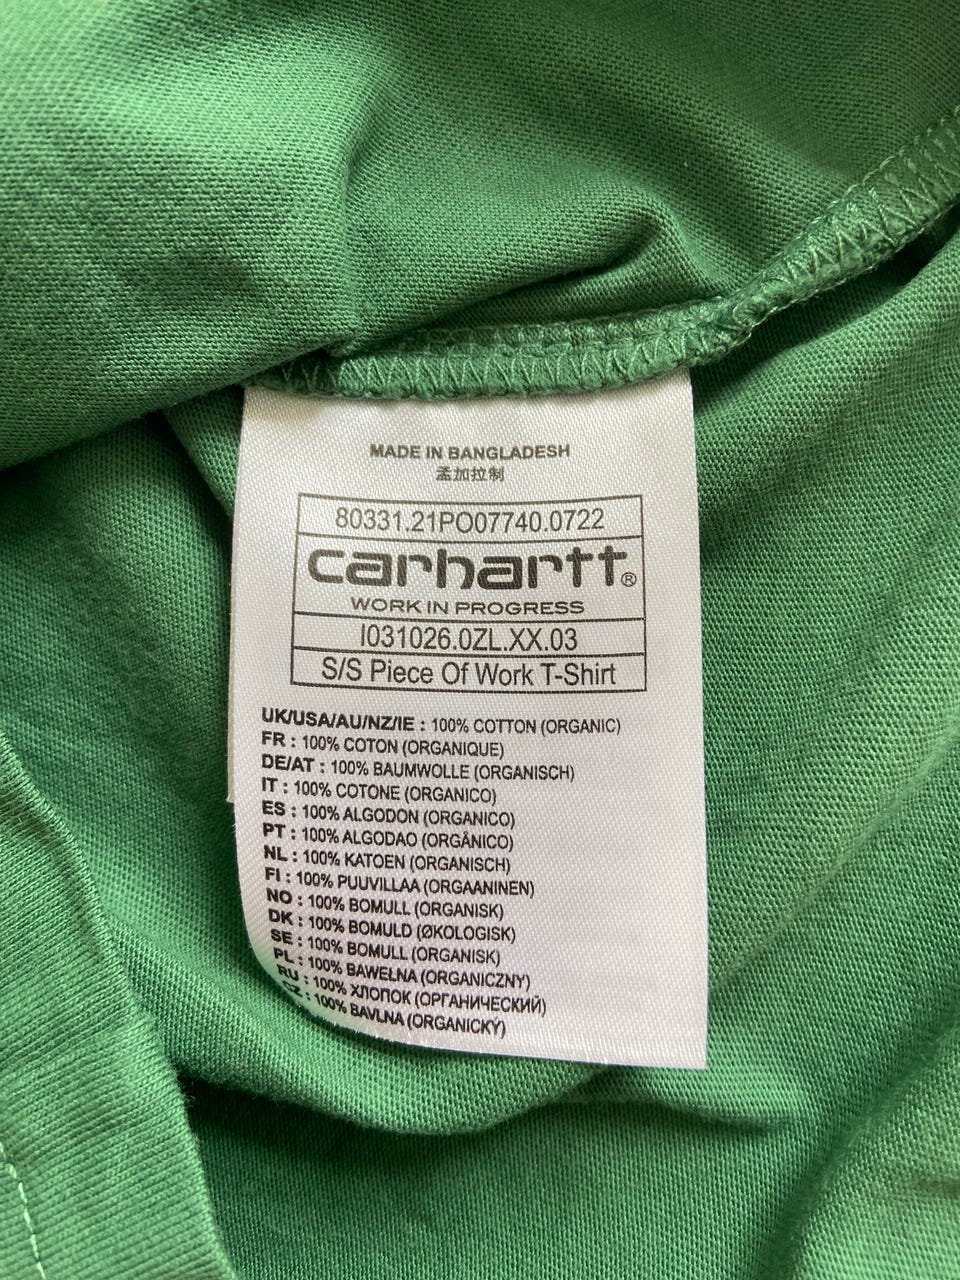 MADE IN BANGLADESH
孟加拉制
80331.21PO07740.0722
carhartt®
WORK IN PROGRESS
I031026.0ZL.XX.03
S/S Piece Of Work T-Shirt
UK/USA/AU/NZ/IE : 100% COTTON (ORGANIC)
FR : 100% COTON (ORGANIQUE)
DE/AT : 100% BAUMWOLLE (ORGANISCH)
IT : 100% COTONE (ORGANICO)
ES : 100% ALGODON (ORGANICO)
PT : 100% ALGODAO (ORGÂNICO)
NL : 100% KATOEN (ORGANISCH)
FI : 100% PUUVILLAA (ORGAANINEN)
NO : 100% BOMULL (ORGANISK)
DK : 100% BOMULD (ØKOLOGISK)
SE : 100% BOMULL (ORGANISK)
PL : 100% BAWEŁNA (ORGANICZNY)
RU : 100% ХЛОПОК (ОРГАНИЧЕСКИЙ)
CZ : 100% BAVLNA (ORGANICKÝ)